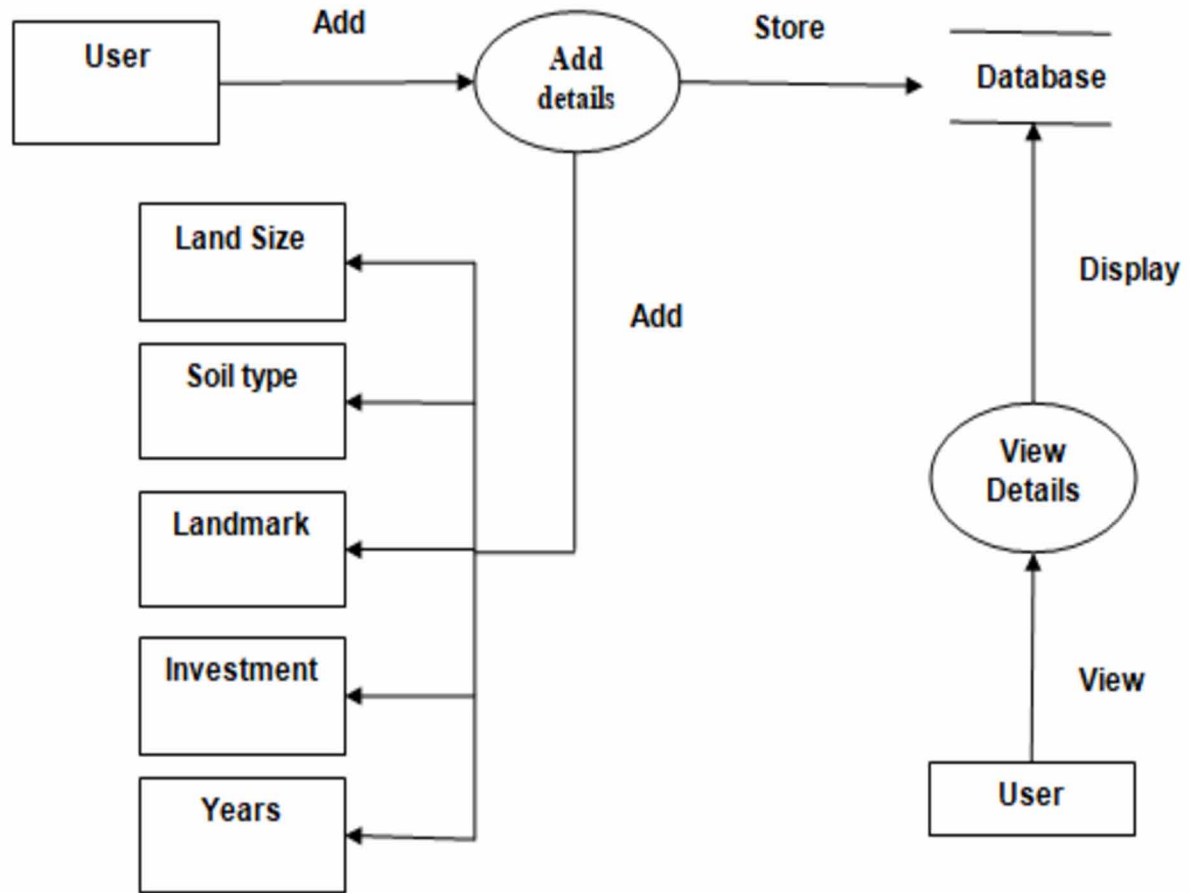 User
Add
Add
details
Store
Database
Land Size
Soil type
Landmark
Investment
Years
Add
Display
View
Details
View
User